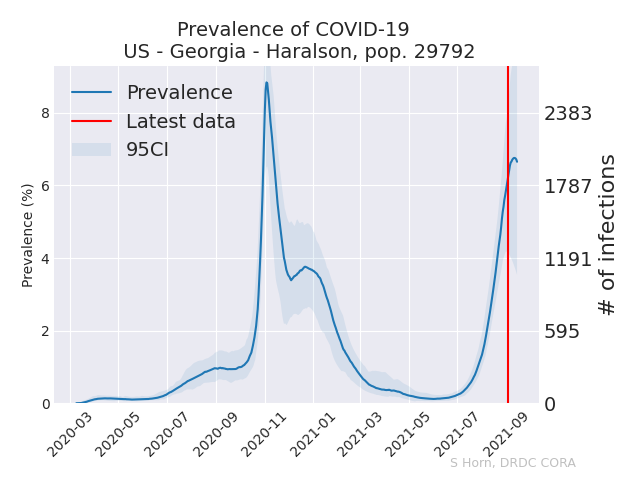 Prevalence of COVID-19
US - Georgia - Haralson, pop. 29792
Prevalence
Latest data
95CI
Prevalence (%)
8
6
4
2
0
2383
1787
1191
595
0
# of infections
2020-03
2020-05
2020-07
2020-09
2020-11
2021-01
2021-03
2021-05
2021-07
2021-09
S Horn, DRDC CORA